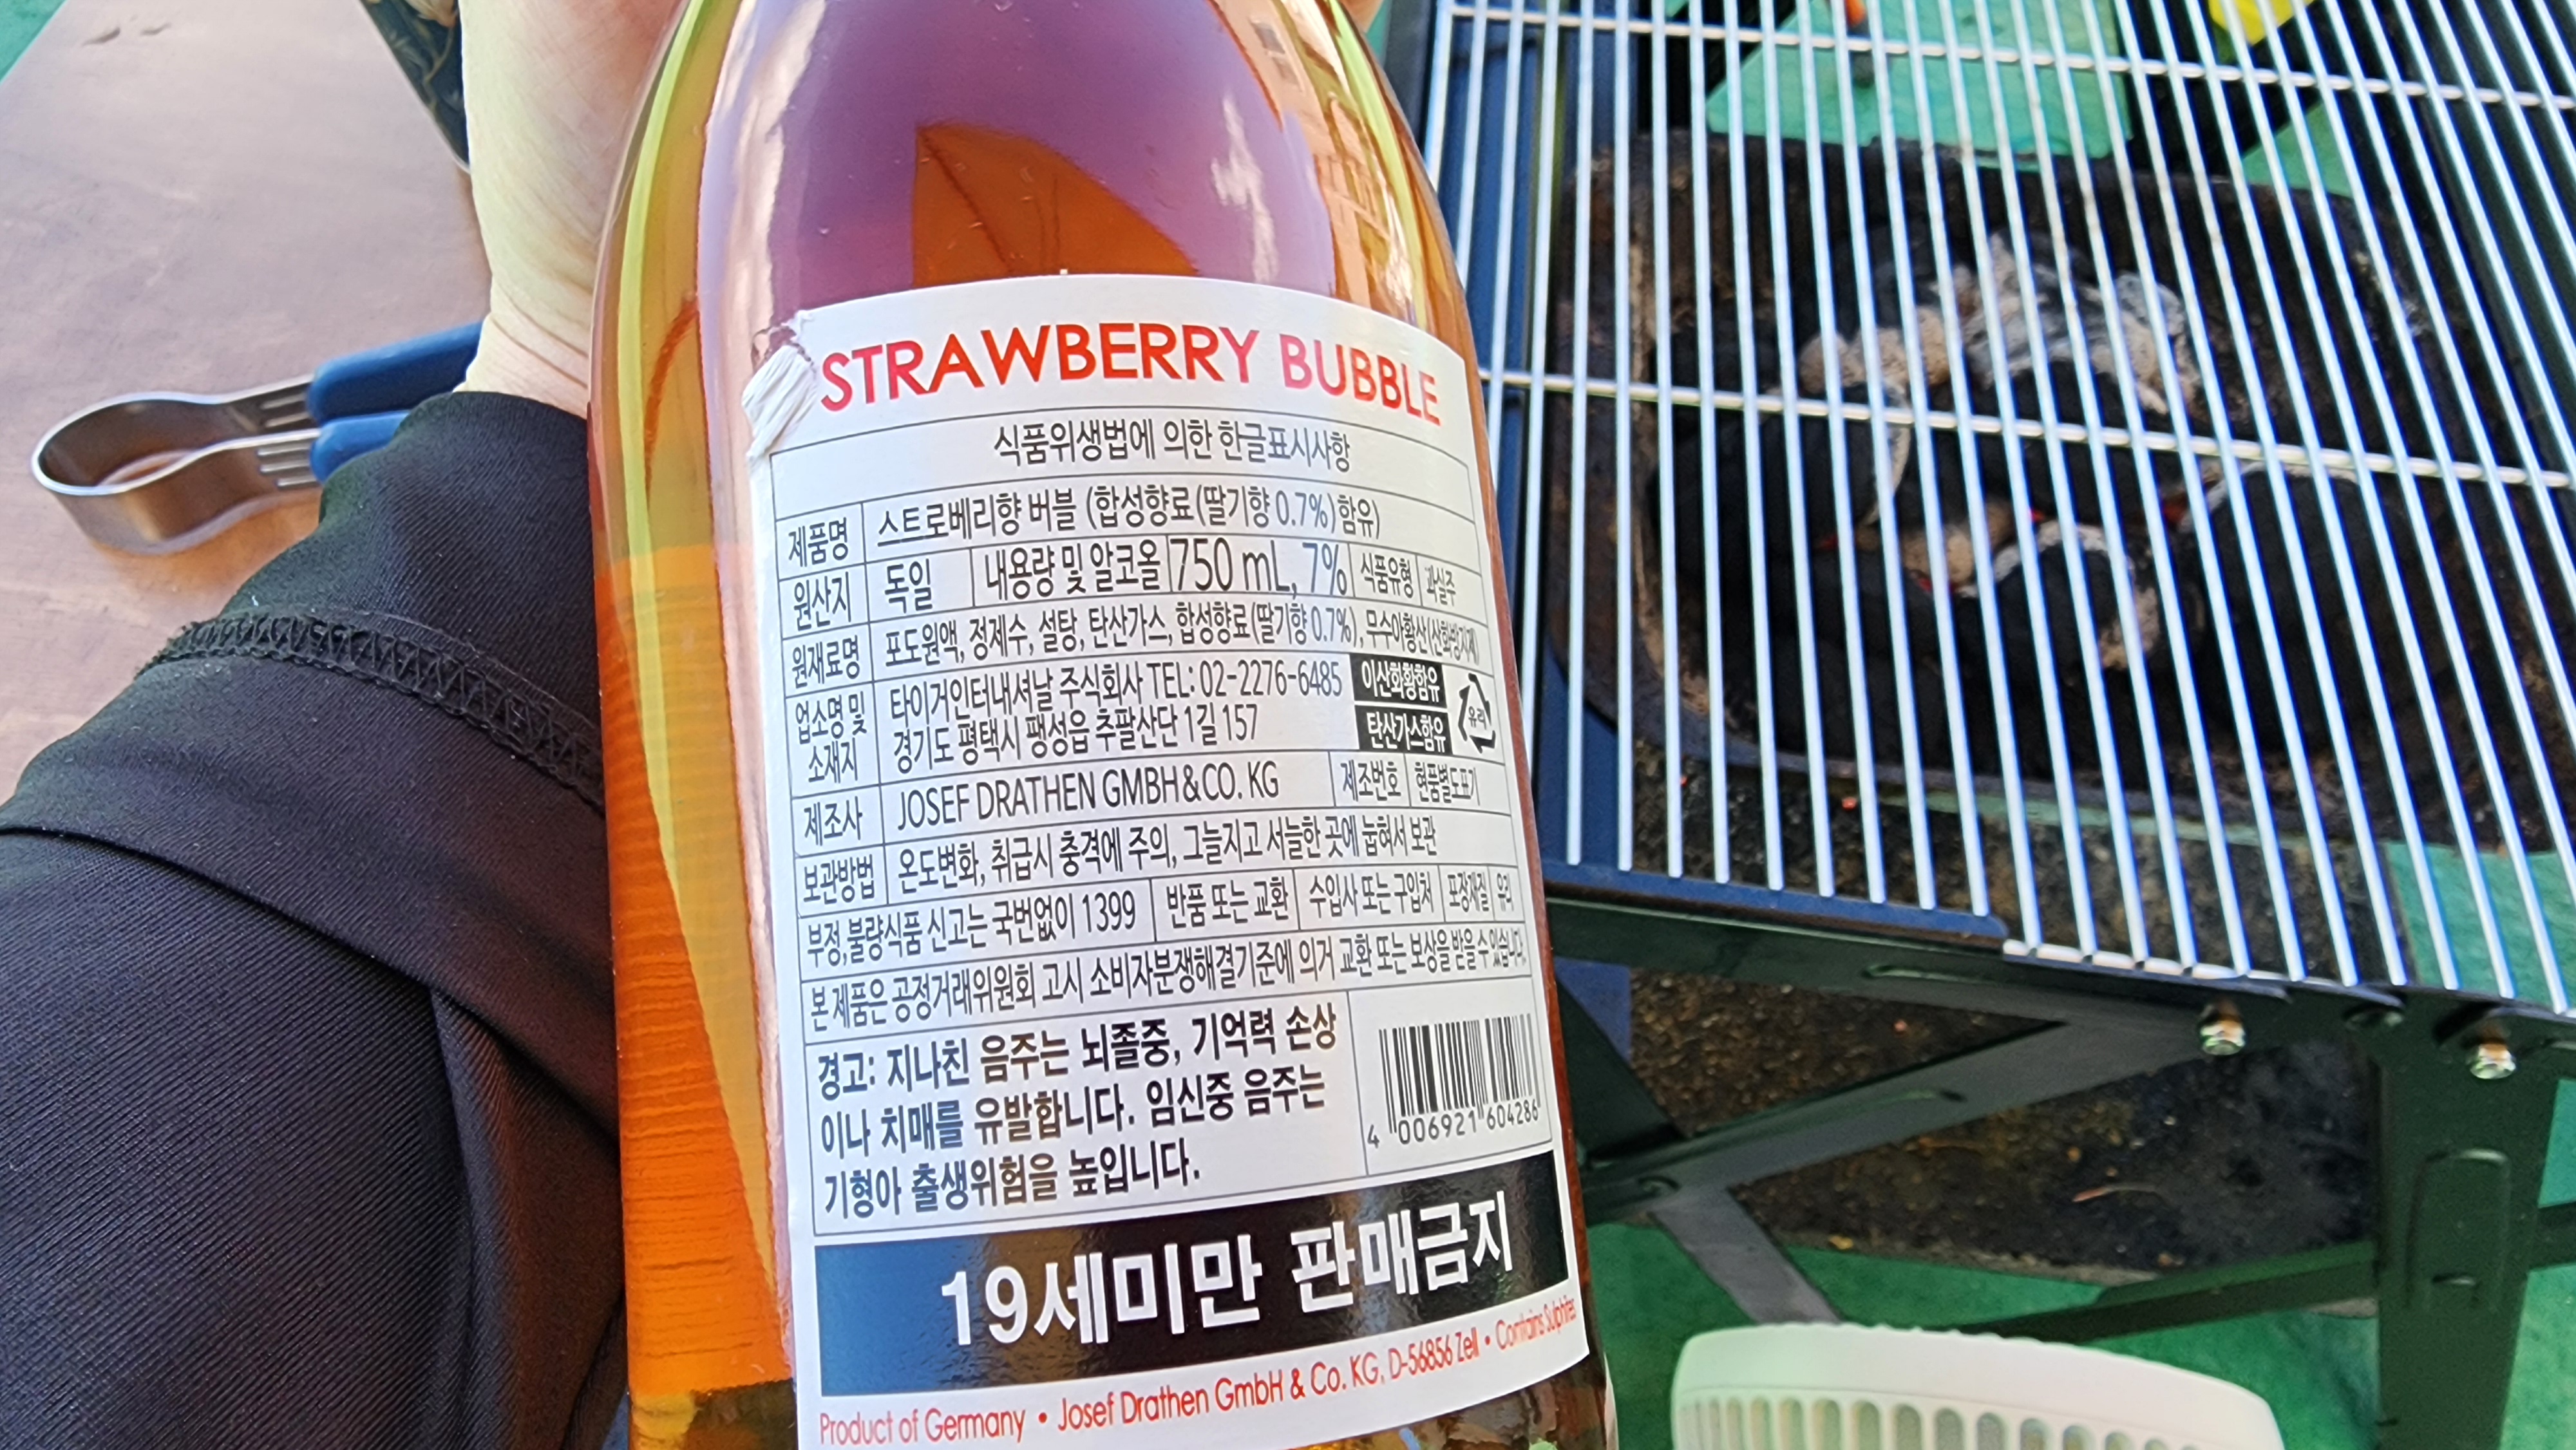 STRAWBERRY BUBBLE
식품위생법에 의한 한글표시사항
제품명 스트로베리향 버블 (합성향료(딸기향 0.7%)함유)
원산지 독일 내용량 및 알코올 750 mL, 7% 식품유형 과실주
원재료명 포도원액, 정제수, 설탕, 탄산가스, 합성향료(딸기향 0.7%), 무수아황산(산화방지제)
업소명 및 소재지 타이거인터내셔날 주식회사 TEL: 02-2276-6485 이산화황함유
경기도 평택시 팽성읍 추팔산단 1길 157 탄산가스함유 유리
제조사 JOSEF DRATHEN GMBH & CO. KG 제조번호 현품별도표기
보관방법 온도변화, 취급시 충격에 주의, 그늘지고 서늘한 곳에 눕혀서 보관
부정,불량식품 신고는 국번없이 1399 반품 또는 교환 수입사 또는 구입처 포장재질 유리
본 제품은 공정거래위원회 고시 소비자분쟁해결기준에 의거 교환 또는 보상을 받을 수 있습니다.
경고: 지나친 음주는 뇌졸중, 기억력 손상
이나 치매를 유발합니다. 임신중 음주는
기형아 출생위험을 높입니다.
4 006921 604286
19세미만 판매금지
Product of Germany • Josef Drathen GmbH & Co. KG, D-56856 Zell • Contains Sulphites